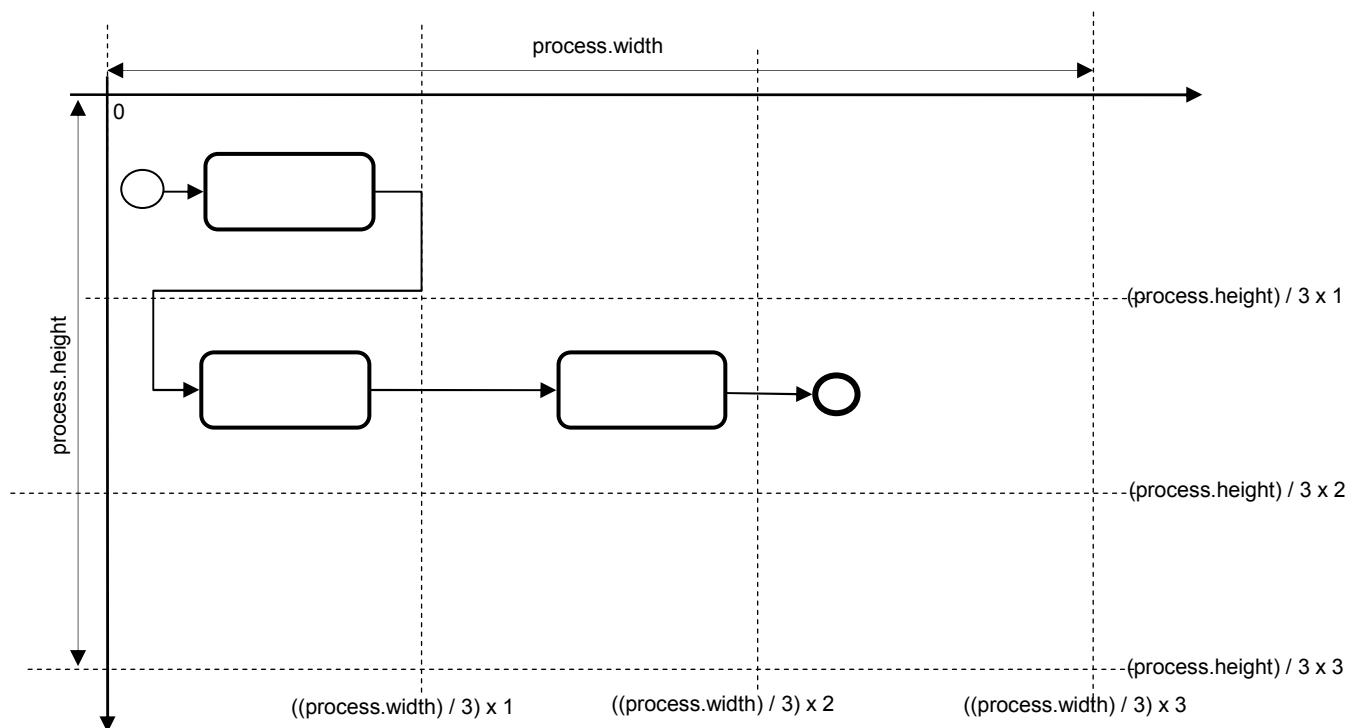 process.width
0
(process.height) / 3 x 1
process.height
(process.height) / 3 x 2
(process.height) / 3 x 3
((process.width) / 3) x 1
((process.width) / 3) x 2
((process.width) / 3) x 3